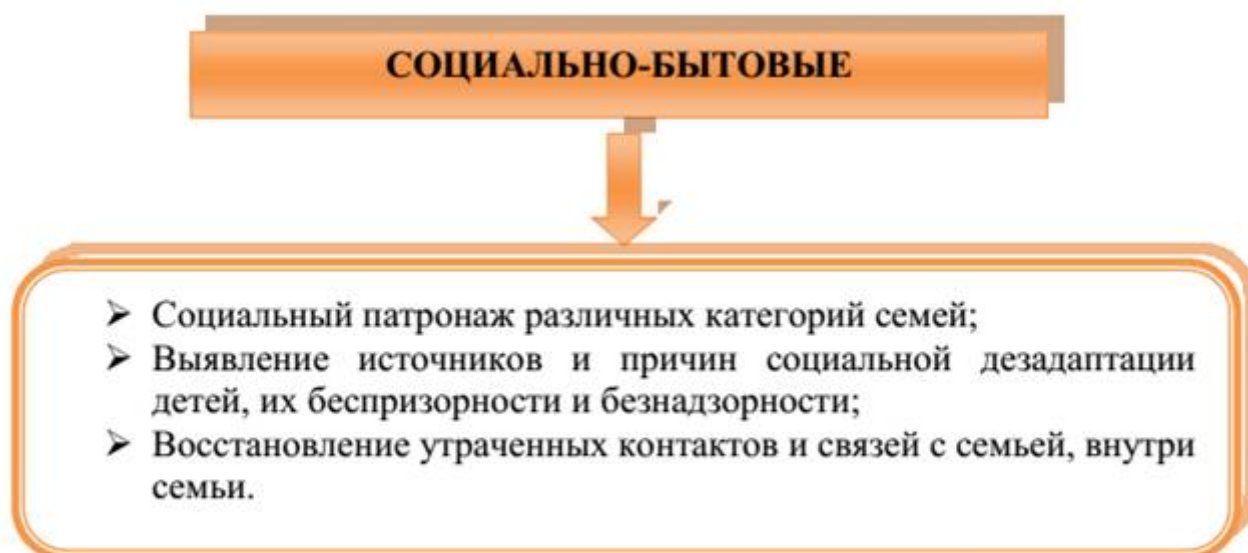 СОЦИАЛЬНО-БЫТОВЫЕ
➢ Социальный патронаж различных категорий семей;
➢ Выявление источников и причин социальной дезадаптации
детей, их беспризорности и безнадзорности;
➢ Восстановление утраченных контактов и связей с семьей, внутри
семьи.